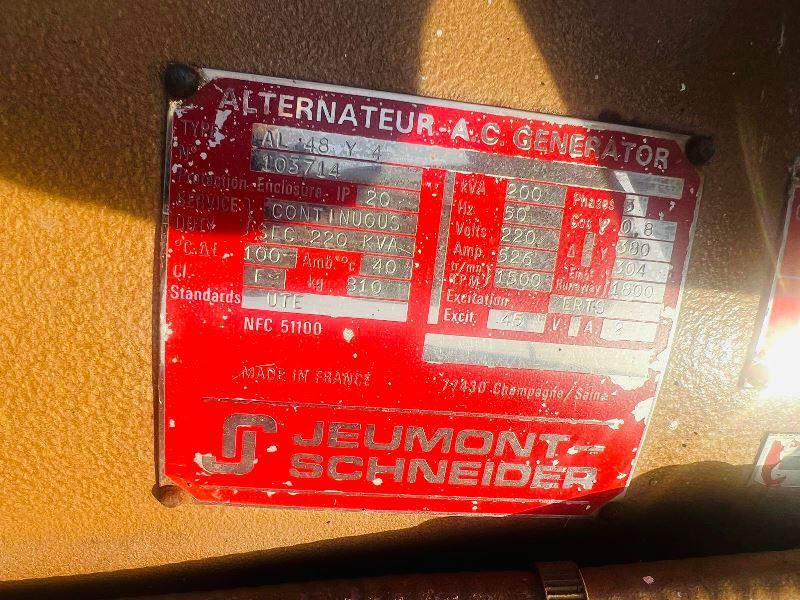 ALTERNATEUR - A.C. GENERATOR
TYPE AL 48 Y 4
N° 103714
Protection Enclosure IP 20
SERVICE CONTINUOUS
DUTY SEC 220 KVA
°C.Δt. 100 Amb. °C 40
Cl. F kg 810
Standards UTE
NFC 51100
kVA 200 Phases 3
Hz 50 Cos φ 0,8
Volts 220 Δ Y 380
Amp. 526 304
tr/mn (R.P.M.) 1500 Runaway 1800
Excitation ERTS
Excit. 45 V A 2
MADE IN FRANCE 77430 Champagne/Seine
JEUMONT-
SCHNEIDER